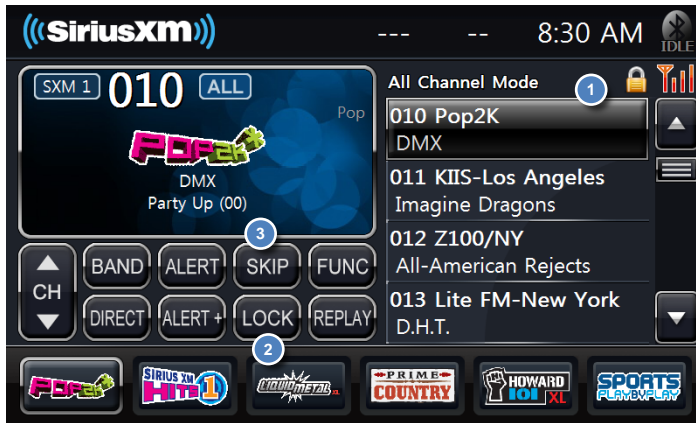 ((SiriusXM))
--- -- 8:30 AM
IDLE
SXM 1 010 ALL
Pop
POP2K
DMX
Party Up (00)
All Channel Mode
1
010 Pop2K
DMX
011 KIIS-Los Angeles
Imagine Dragons
012 Z100/NY
All-American Rejects
013 Lite FM-New York
D.H.T.
3
CH
BAND ALERT SKIP FUNC
DIRECT ALERT + LOCK REPLAY
2
POP2K
SIRIUS XM HITS 1
LIQUID METAL XL
PRIME COUNTRY
HOWARD 101 XL
SPORTS PLAY BY PLAY